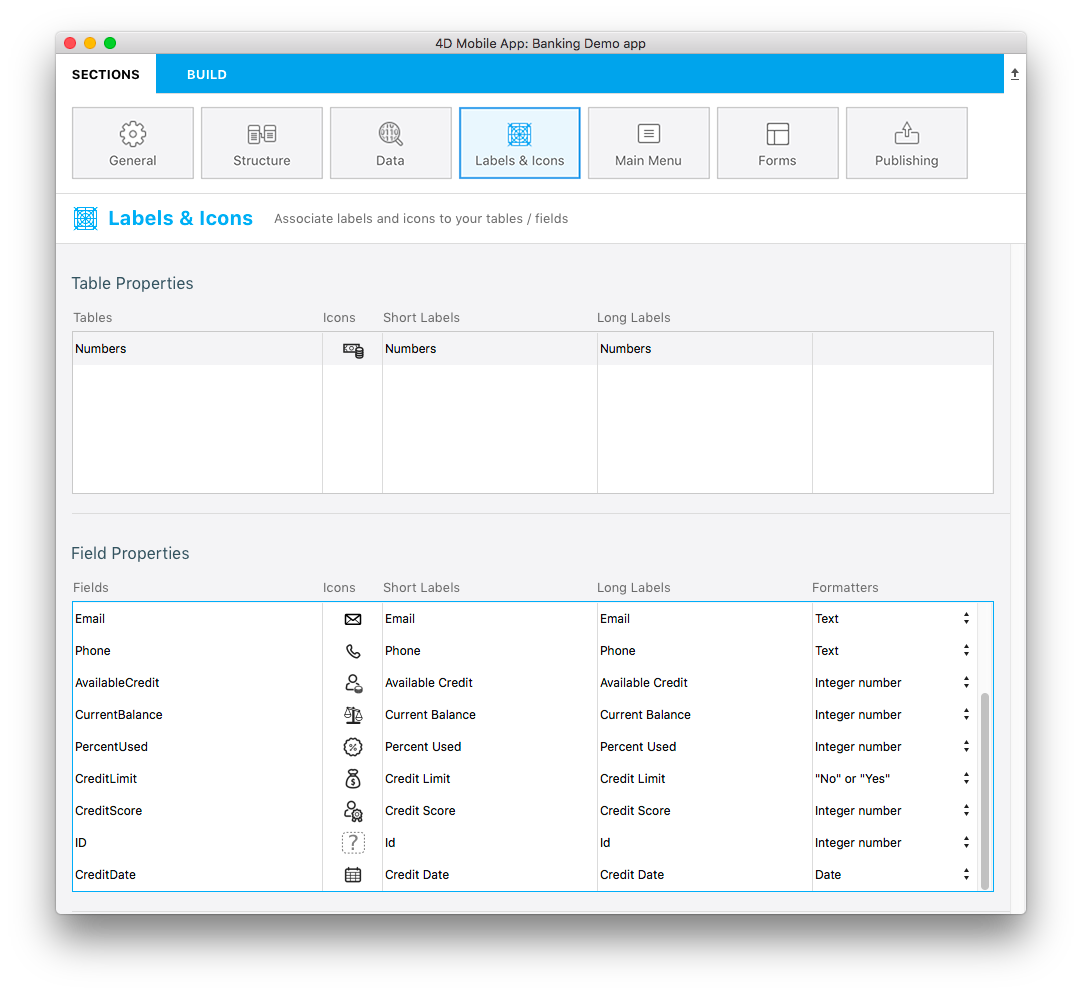 4D Mobile App: Banking Demo app
SECTIONS BUILD
General Structure Data Labels & Icons Main Menu Forms Publishing
Labels & Icons Associate labels and icons to your tables / fields
Table Properties
Tables Icons Short Labels Long Labels
Numbers Numbers Numbers
Field Properties
Fields Icons Short Labels Long Labels Formatters
Email Email Email Text
Phone Phone Phone Text
AvailableCredit Available Credit Available Credit Integer number
CurrentBalance Current Balance Current Balance Integer number
PercentUsed Percent Used Percent Used Integer number
CreditLimit Credit Limit Credit Limit "No" or "Yes"
CreditScore Credit Score Credit Score Integer number
ID ? Id Id Integer number
CreditDate Credit Date Credit Date Date